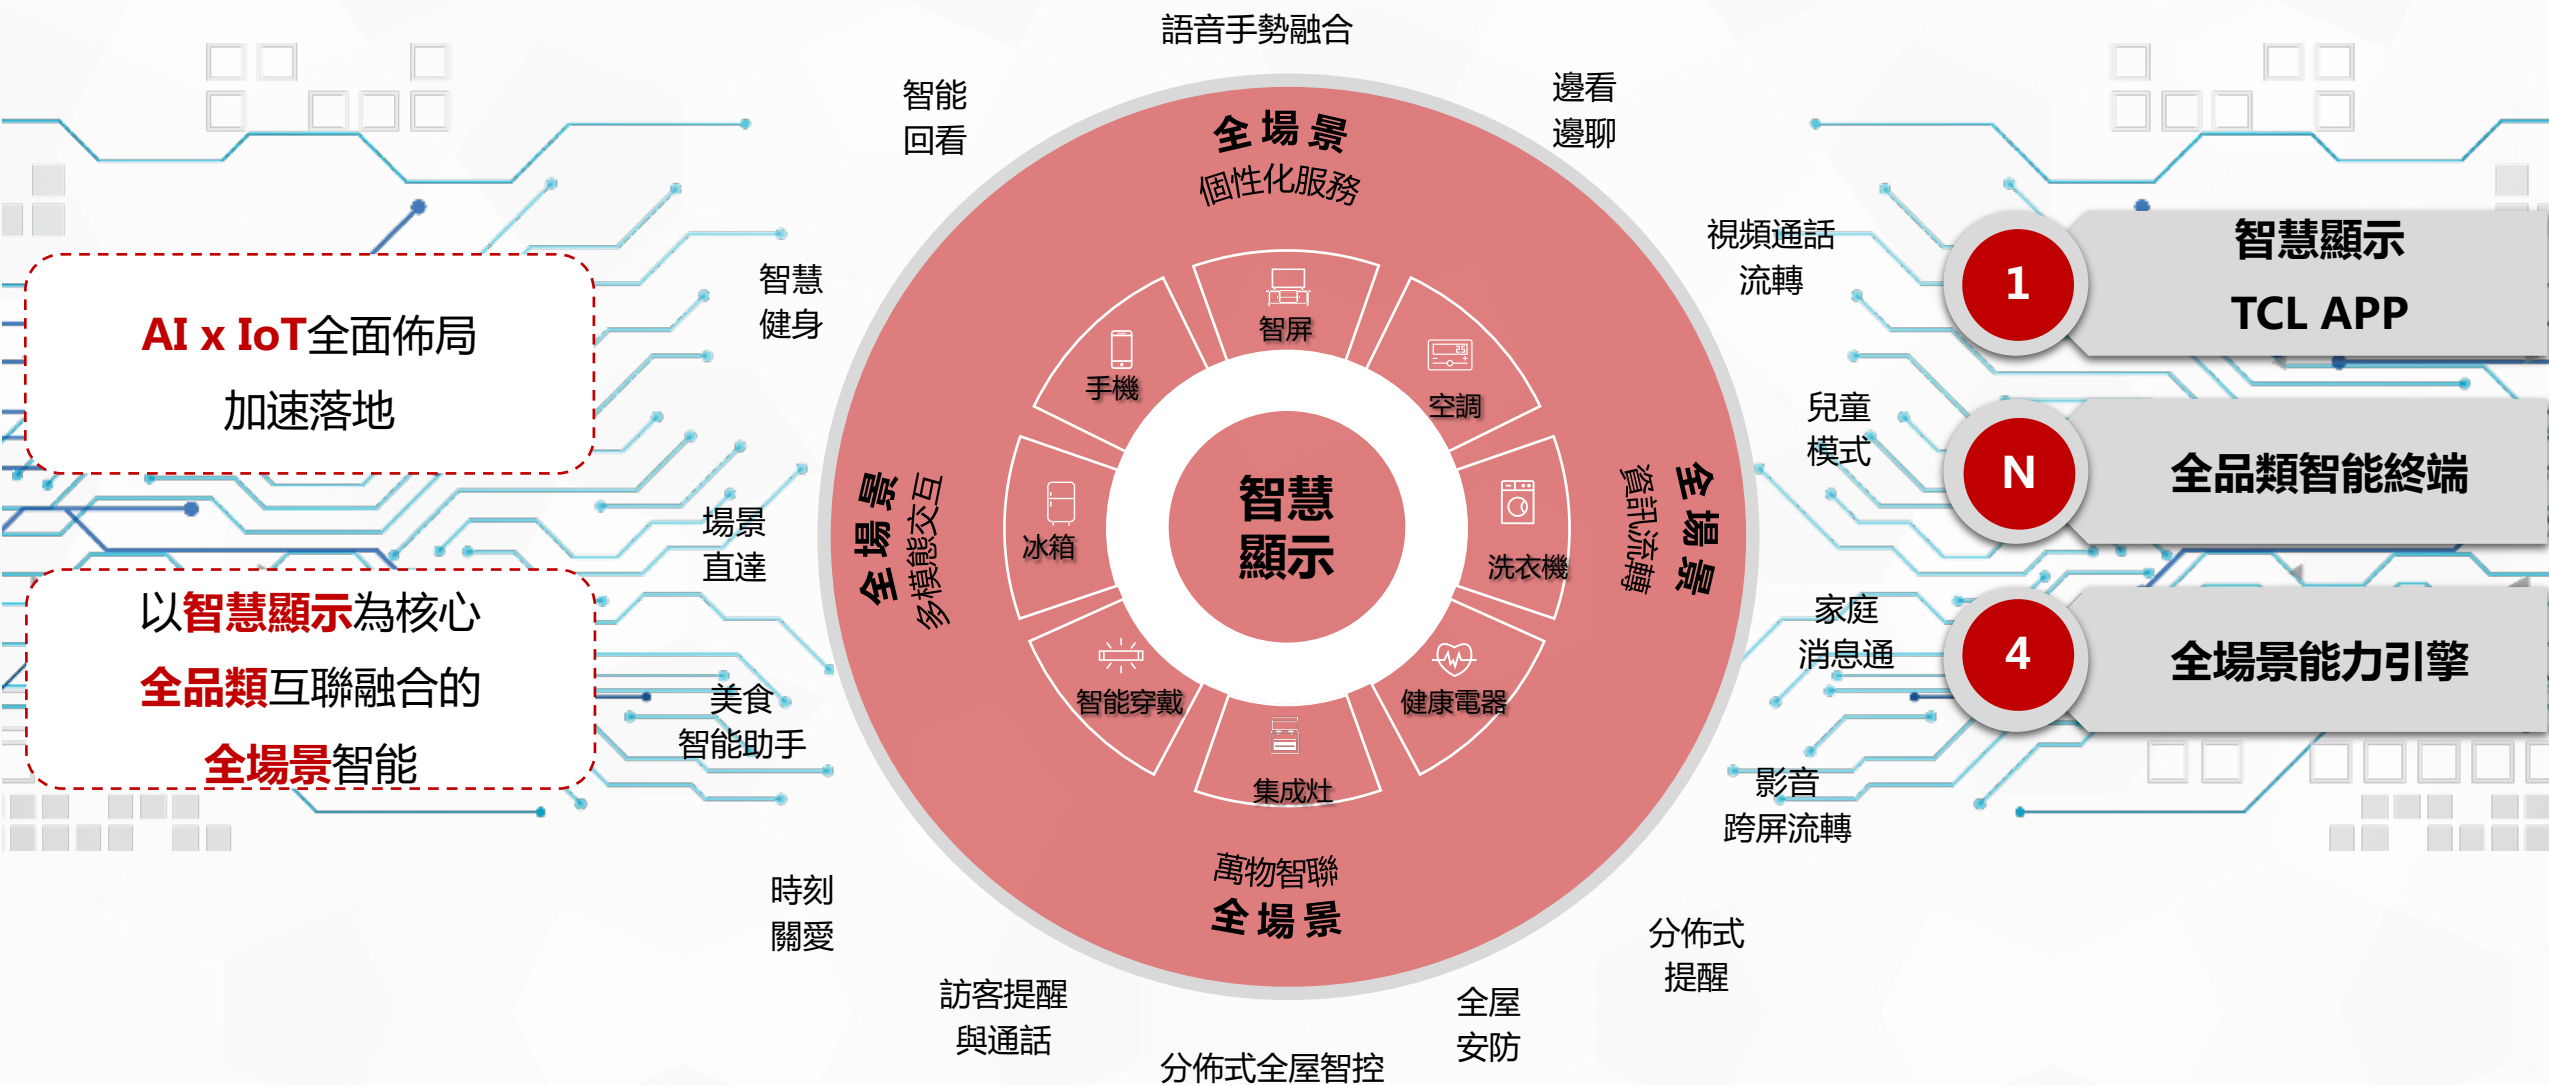 AI x IoT全面佈局
加速落地
以智慧顯示為核心
全品類互聯融合的
全場景智能
語音手勢融合
智能
回看
邊看
邊聊
智慧
健身
視頻通話
流轉
場景
直達
兒童
模式
美食
智能助手
家庭
消息通
時刻
關愛
影音
跨屏流轉
訪客提醒
與通話
分佈式
提醒
全屋
安防
分佈式全屋智控
全場景
個性化服務
全場景
多模態交互
全場景
資訊流轉
萬物智聯
全場景
智屏
25
手機
空調
冰箱
洗衣機
智能穿戴
健康電器
集成灶
智慧
顯示
1
智慧顯示
TCL APP
N
全品類智能終端
4
全場景能力引擎